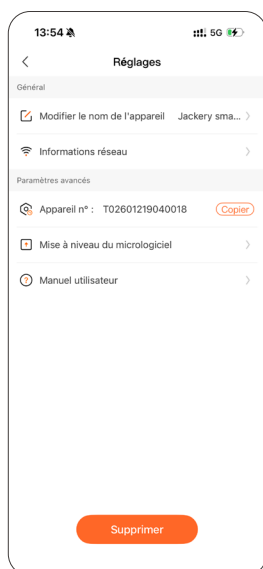 13:54 5G
Réglages
Général
Modifier le nom de l'appareil Jackery sma...
Informations réseau
Paramètres avancés
Appareil n° : T02601219040018 Copier
Mise à niveau du micrologiciel
Manuel utilisateur
Supprimer